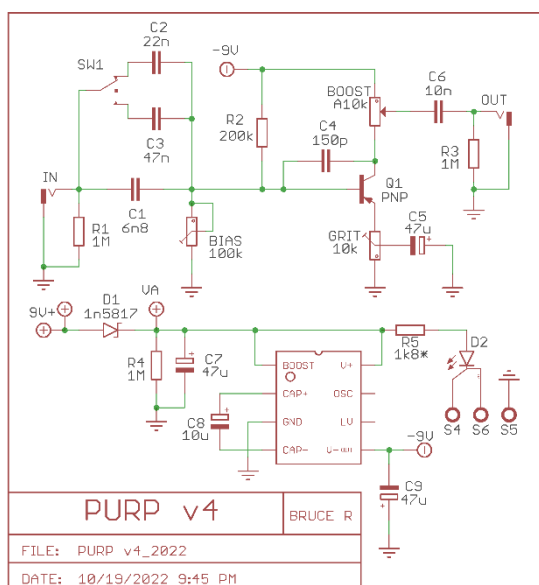 C2
22n
SW1
-9V
C6
10n
BOOST
A10k
OUT
C3
47n
R2
200k
C4
150p
R3
1M
IN
Q1
PNP
C1
6n8
R1
1M
BIAS
100k
GRIT
10k
C5
47u
D1
1n5817
VA
9V+
R4
1M
C7
47u
R5
1k8*
D2
BOOST
V+
CAP+
OSC
GND
LV
CAP-
V-OUT
C8
10u
S4
S6
S5
-9V
C9
47u
PURP v4
BRUCE R
FILE: PURP v4_2022
DATE: 10/19/2022 9:45 PM